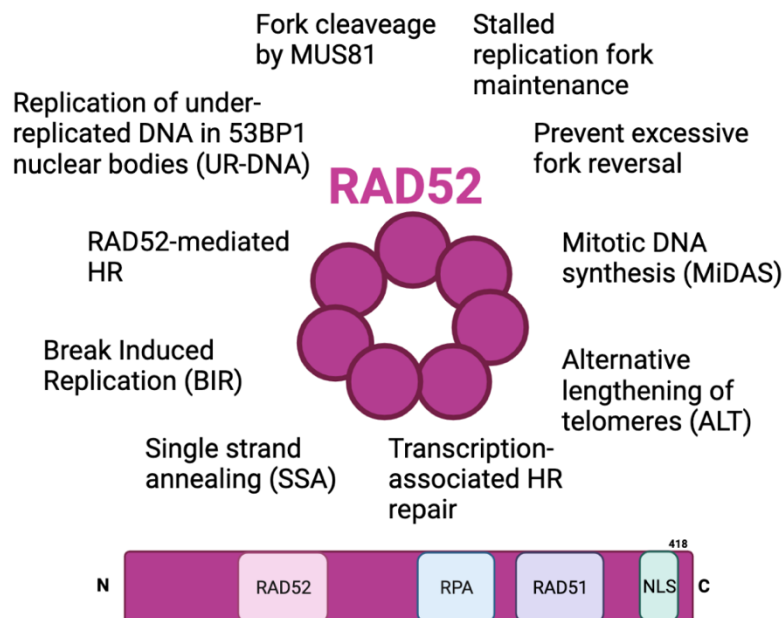 Fork cleaveage
by MUS81
Stalled
replication fork
maintenance
Replication of under-
replicated DNA in 53BP1
nuclear bodies (UR-DNA)
Prevent excessive
fork reversal
RAD52
RAD52-mediated
HR
Mitotic DNA
synthesis (MiDAS)
Break Induced
Replication (BIR)
Alternative
lengthening of
telomeres (ALT)
Single strand
annealing (SSA)
Transcription-
associated HR
repair
418
N RAD52 RPA RAD51 NLS C